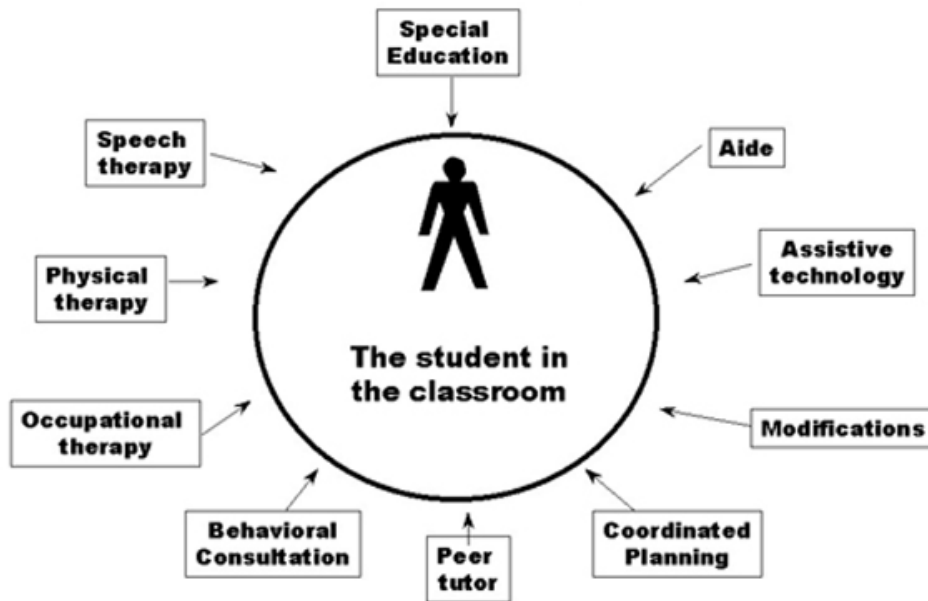 Special
Education
Speech
therapy
Aide
Physical
therapy
Assistive
technology
The student in
the classroom
Occupational
therapy
Modifications
Behavioral
Consultation
Peer
tutor
Coordinated
Planning